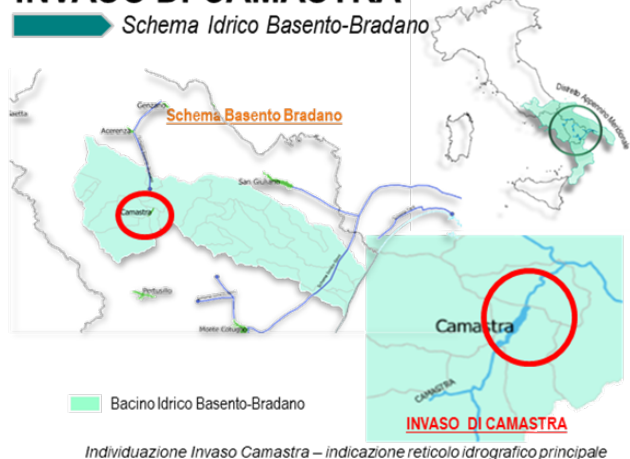 INVASO DI CAMASTRA
Schema Idrico Basento-Bradano
Distretto Appennino Meridionale
Genzano
Schema Basento Bradano
Gaetta
Acerenza
San Giuliano
Camastra
Pertusillo
Monte Cotugno
Camastra
CAMASTRA
INVASO DI CAMASTRA
Bacino Idrico Basento-Bradano
Individuazione Invaso Camastra – indicazione reticolo idrografico principale